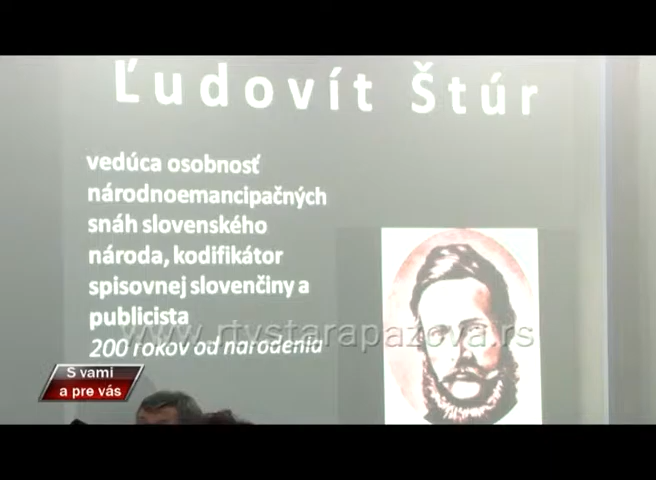 Ľudovít Štúr
vedúca osobnosť
národnoemancipačných
snáh slovenského
národa, kodifikátor
spisovnej slovenčiny a
publicista
200 rokov od narodenia
www.rtvstarapazova.rs
S vami
a pre vás